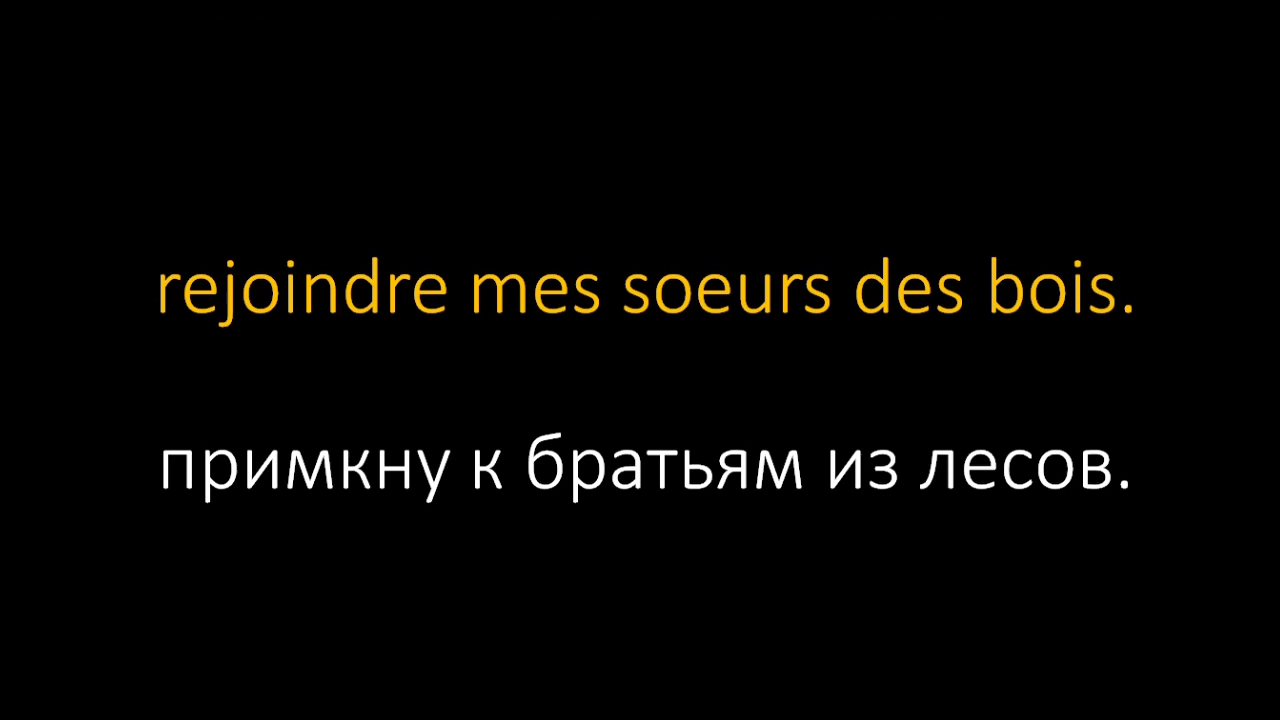 rejoindre mes soeurs des bois.
примкну к братьям из лесов.